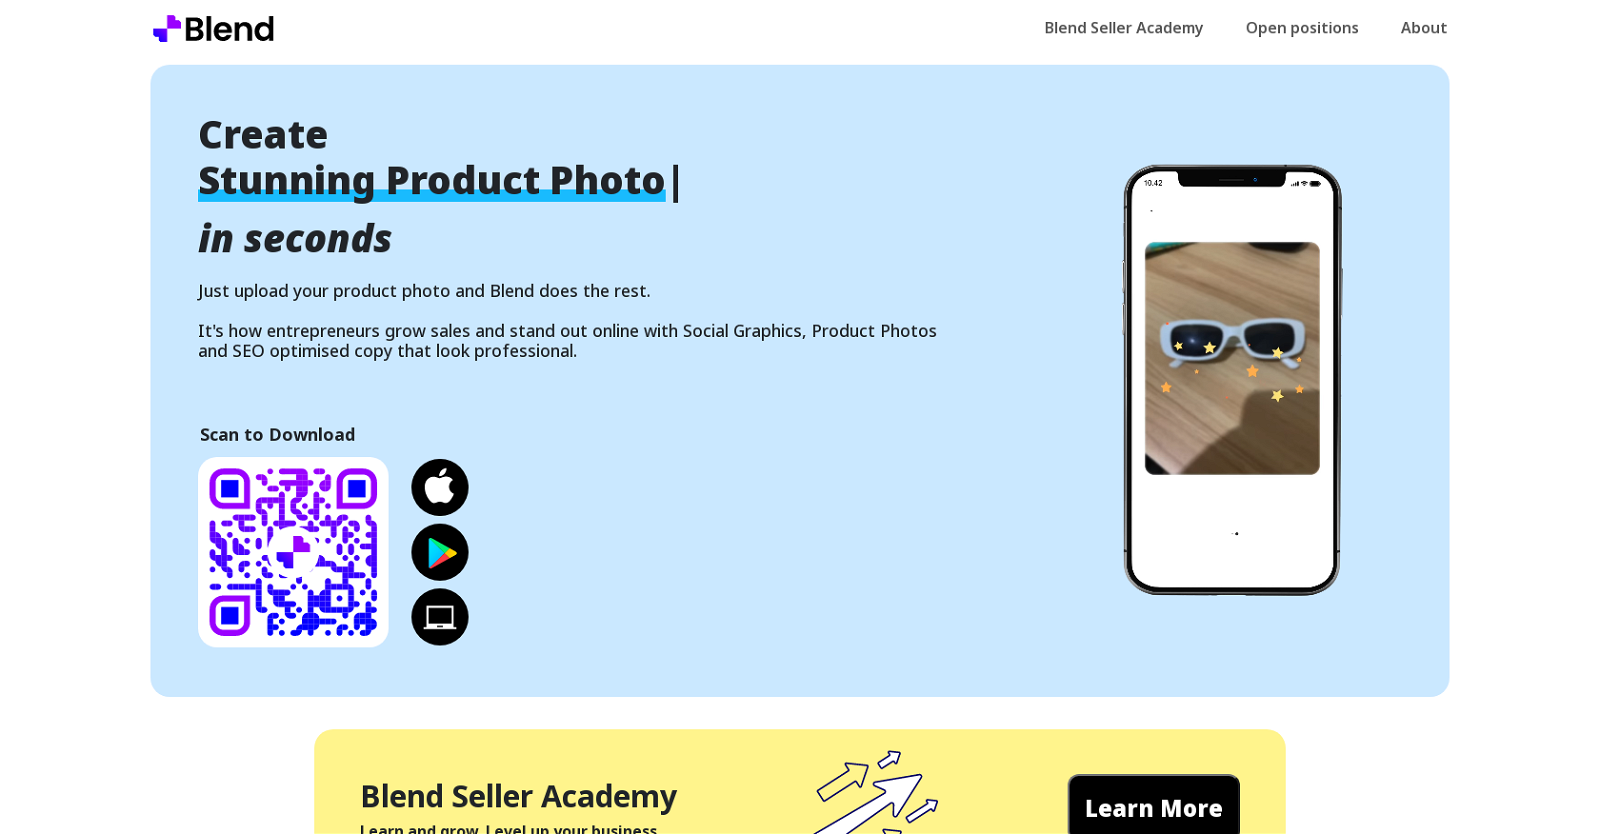 Blend
Blend Seller Academy
Open positions
About
Create
Stunning Product Photo|
in seconds
Just upload your product photo and Blend does the rest.
It's how entrepreneurs grow sales and stand out online with Social Graphics, Product Photos
and SEO optimised copy that look professional.
Scan to Download
10.42
Blend Seller Academy
Learn More
Learn and grow. Level up your business